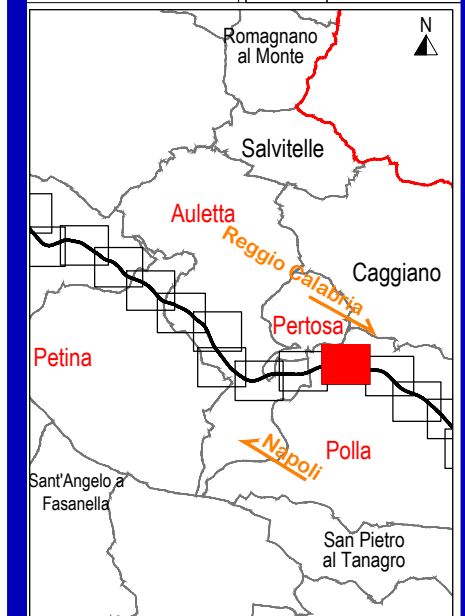 Romagnano
al Monte
N
Salvitelle
Auletta
Reggio Calabria
Caggiano
Pertosa
Petina
Napoli
Polla
Sant'Angelo a
Fasanella
San Pietro
al Tanagro